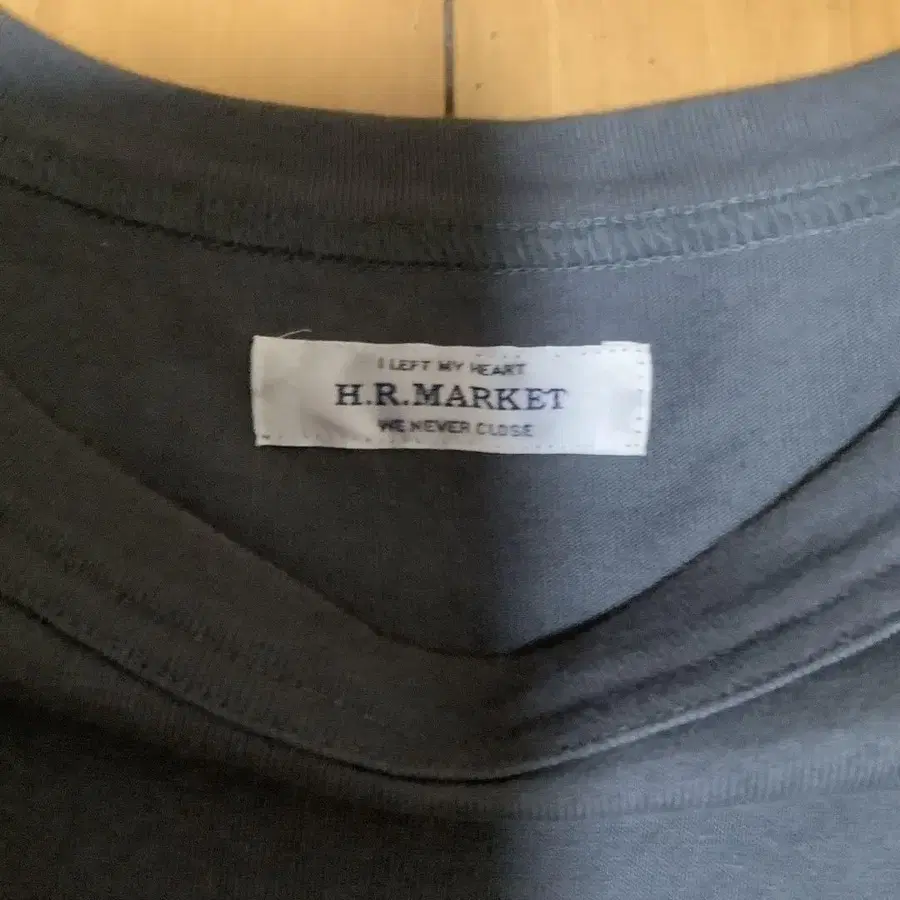 I LEFT MY HEART
H.R.MARKET
WE NEVER CLOSE